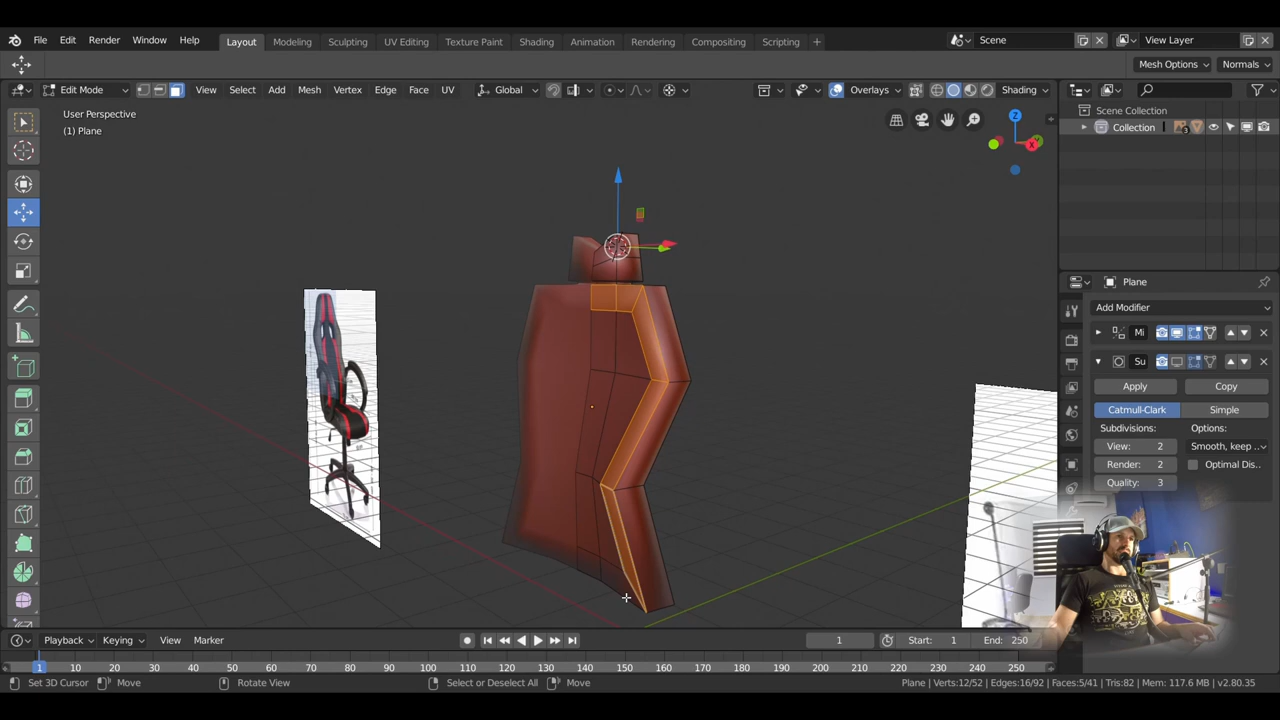 File Edit Render Window Help Layout Modeling Sculpting UV Editing Texture Paint Shading Animation Rendering Compositing Scripting + Scene View Layer
Mesh Options Normals
Edit Mode View Select Add Mesh Vertex Edge Face UV Global Overlays Shading
User Perspective
(1) Plane
Z
X
Y
Scene Collection
Collection
Plane
Add Modifier
Mi
Su
Apply Copy
Catmull-Clark Simple
Subdivisions: Options:
View: 2 Smooth, keep ..
Render: 2 Optimal Dis..
Quality: 3
Playback Keying View Marker 1 Start: 1 End: 250
1 10 20 30 40 50 60 70 80 90 100 110 120 130 140 150 160 170 180 190 200 210 220 230 240 250
Set 3D Cursor Move Rotate View Select or Deselect All Move Plane | Verts:12/52 | Edges:16/92 | Faces:5/41 | Tris:82 | Mem: 117.6 MB | v2.80.35